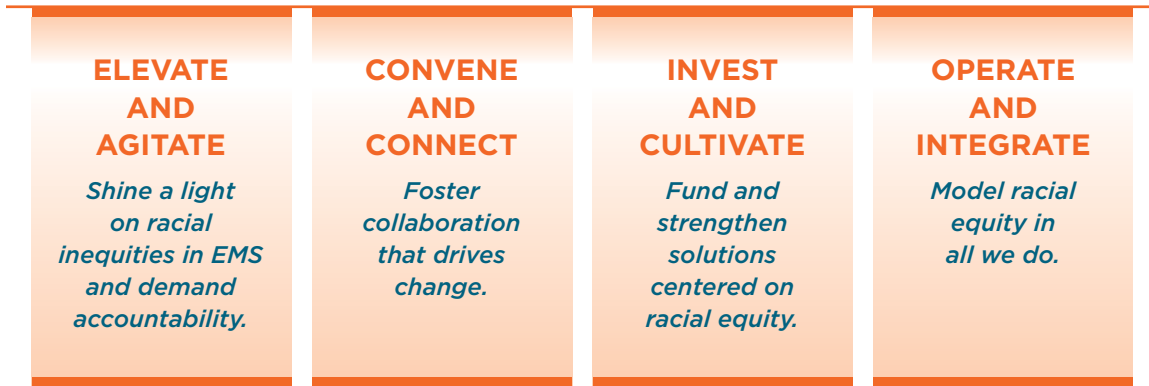 ELEVATE
AND
AGITATE
Shine a light
on racial
inequities in EMS
and demand
accountability.
CONVENE
AND
CONNECT
Foster
collaboration
that drives
change.
INVEST
AND
CULTIVATE
Fund and
strengthen
solutions
centered on
racial equity.
OPERATE
AND
INTEGRATE
Model racial
equity in
all we do.